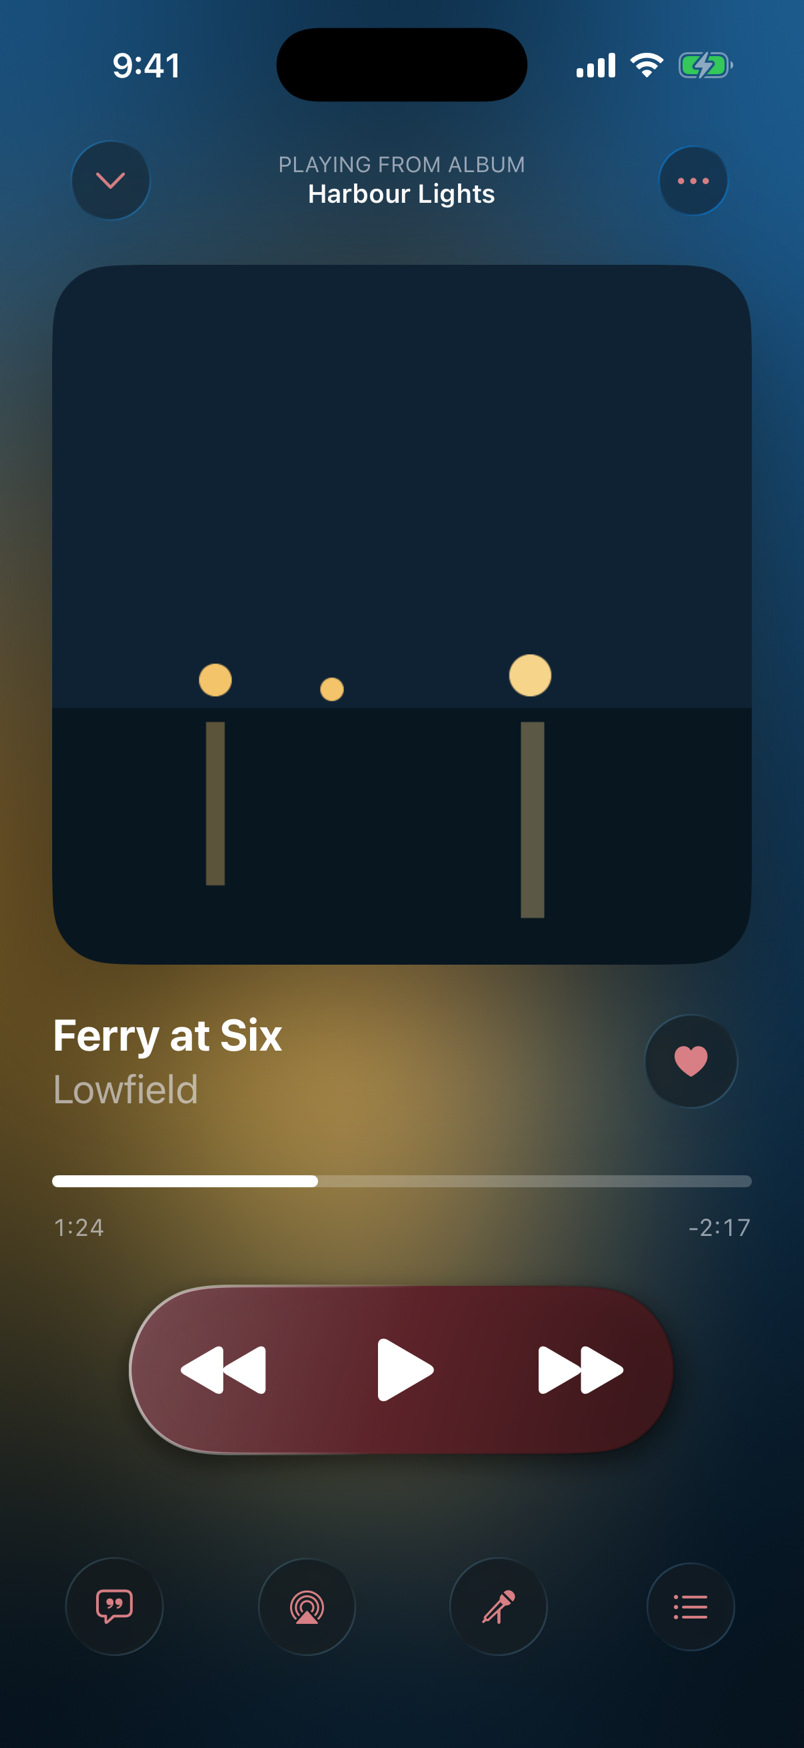 9:41
PLAYING FROM ALBUM
Harbour Lights
Ferry at Six
Lowfield
1:24
-2:17